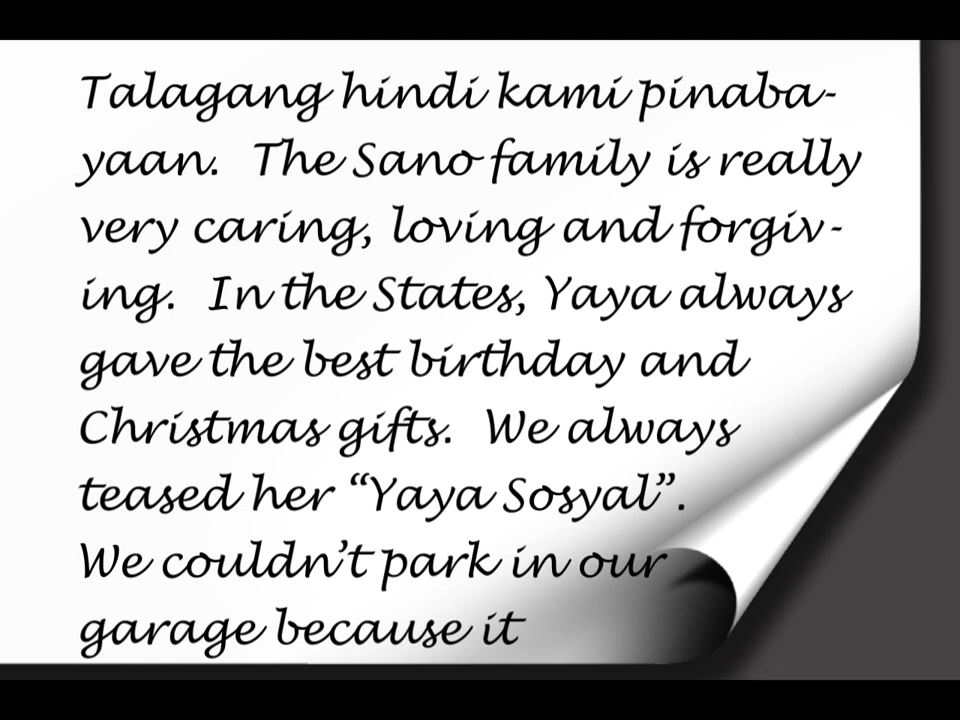 Talagang hindi kami pinaba-
yaan. The Sano family is really
very caring, loving and forgiv-
ing. In the States, Yaya always
gave the best birthday and
Christmas gifts. We always
teased her “Yaya Sosyal”.
We couldn’t park in our
garage because it